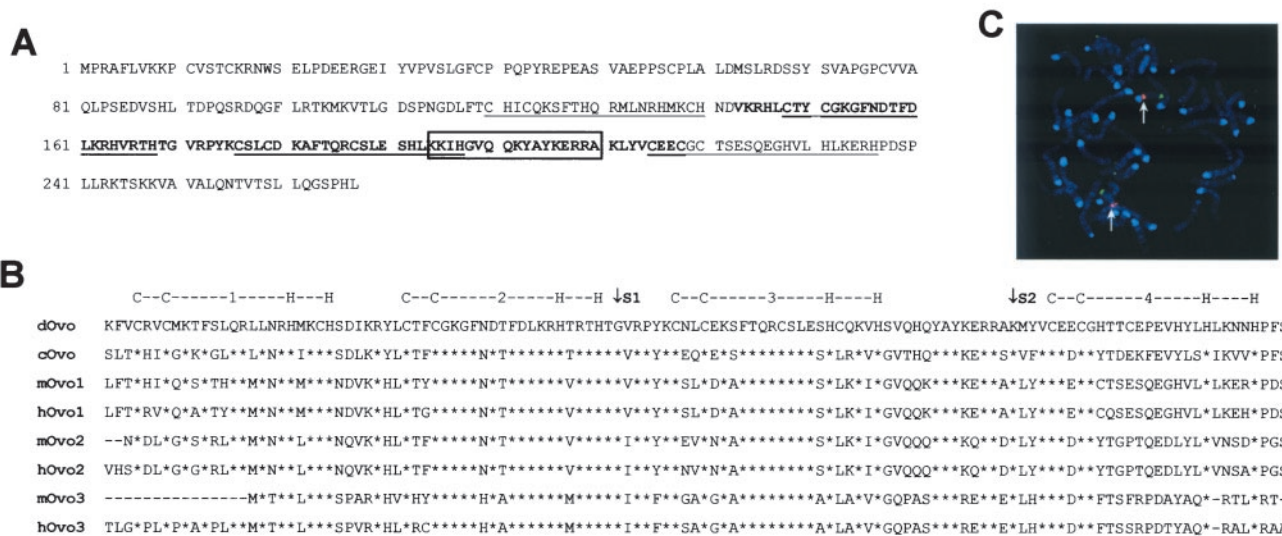 A
C
1 MPRAFLVKKP CVSTCKRNWS ELPDEERGEI YVPVSLGFCP PQPYREPEAS VAEPPSCPLA LDMSLRDSSY SVAPGPCVVA
81 QLPSEDVSHL TDPQSRDQGF LRTKMKVTLG DSPNGDLFTC HICQKSFTHQ RMLNRHMKCH NDVKRHLCTY CGKGFNDTFD
161 LKRHVRTHTG VRPYKCSLCD KAFTQRCSLE SHLKKIHGVQ QKYAYKERRA KLYVCEECGC TSESQEGHVL HLKERHPDSP
241 LLRKTSKKVA VALQNTVTSL LQGSPHL
B
C--C------1-----H---H C--C------2-----H---H ↓S1 C--C------3-----H---H ↓S2 C--C------4-----H---H
dOvo KFVCRVCMKTFSLQRLLNRHMKCHSDIKRYLCTFCGKGFNDTFDLKRHTRTHTGVRPYKCNLCEKSFTQRCSLESHCQKVHSVQHQYAYKERRAKMYVCEECGHTTCEPEVHYLHLKNNHPFS
cOvo SLT*HI*G*K*GL**L*N**I***SDLK*YL*TF*****N*T******T*****V**Y**EQ*E*S********S*LR*V*GVTHQ***KE**S*VF***D**YTDEKFEVYLS*IKVV*PFS
mOvo1 LFT*HI*Q*S*TH**M*N**M***NDVK*HL*TY*****N*T******V*****V**Y**SL*D*A********S*LK*I*GVQQK***KE**A*LY***E**CTSESQEGHVL*LKER*PDS
hOvo1 LFT*RV*Q*A*TY**M*N**M***NDVK*HL*TG*****N*T******V*****V**Y**SL*D*A********S*LK*I*GVQQK***KE**A*LY***E**CQSESQEGHVL*LKEH*PDS
mOvo2 --N*DL*G*S*RL**M*N**L***NQVK*HL*TF*****N*T******V*****I**Y**EV*N*A********S*LK*I*GVQQQ***KQ**D*LY***D**YTGPTQEDLYL*VNSD*PGS
hOvo2 VHS*DL*G*G*RL**M*N**L***NQVK*HL*TF*****N*T******V*****I**Y**NV*N*A********S*LK*I*GVQQQ***KQ**D*LY***D**YTGPTQEDLYL*VNSA*PGS
mOvo3 ---------------M*T**L***SPAR*HV*HY*****H*A******M*****I**F**GA*G*A********A*LA*V*GQPAS***RE**E*LH***D**FTSFRPDAYAQ*-RTL*RT-
hOvo3 TLG*PL*P*A*PL**M*T**L***SPVR*HL*RC*****H*A******M*****I**F**SA*G*A********A*LA*V*GQPAS***RE**E*LH***D**FTSSRPDTYAQ*-RAL*RAA